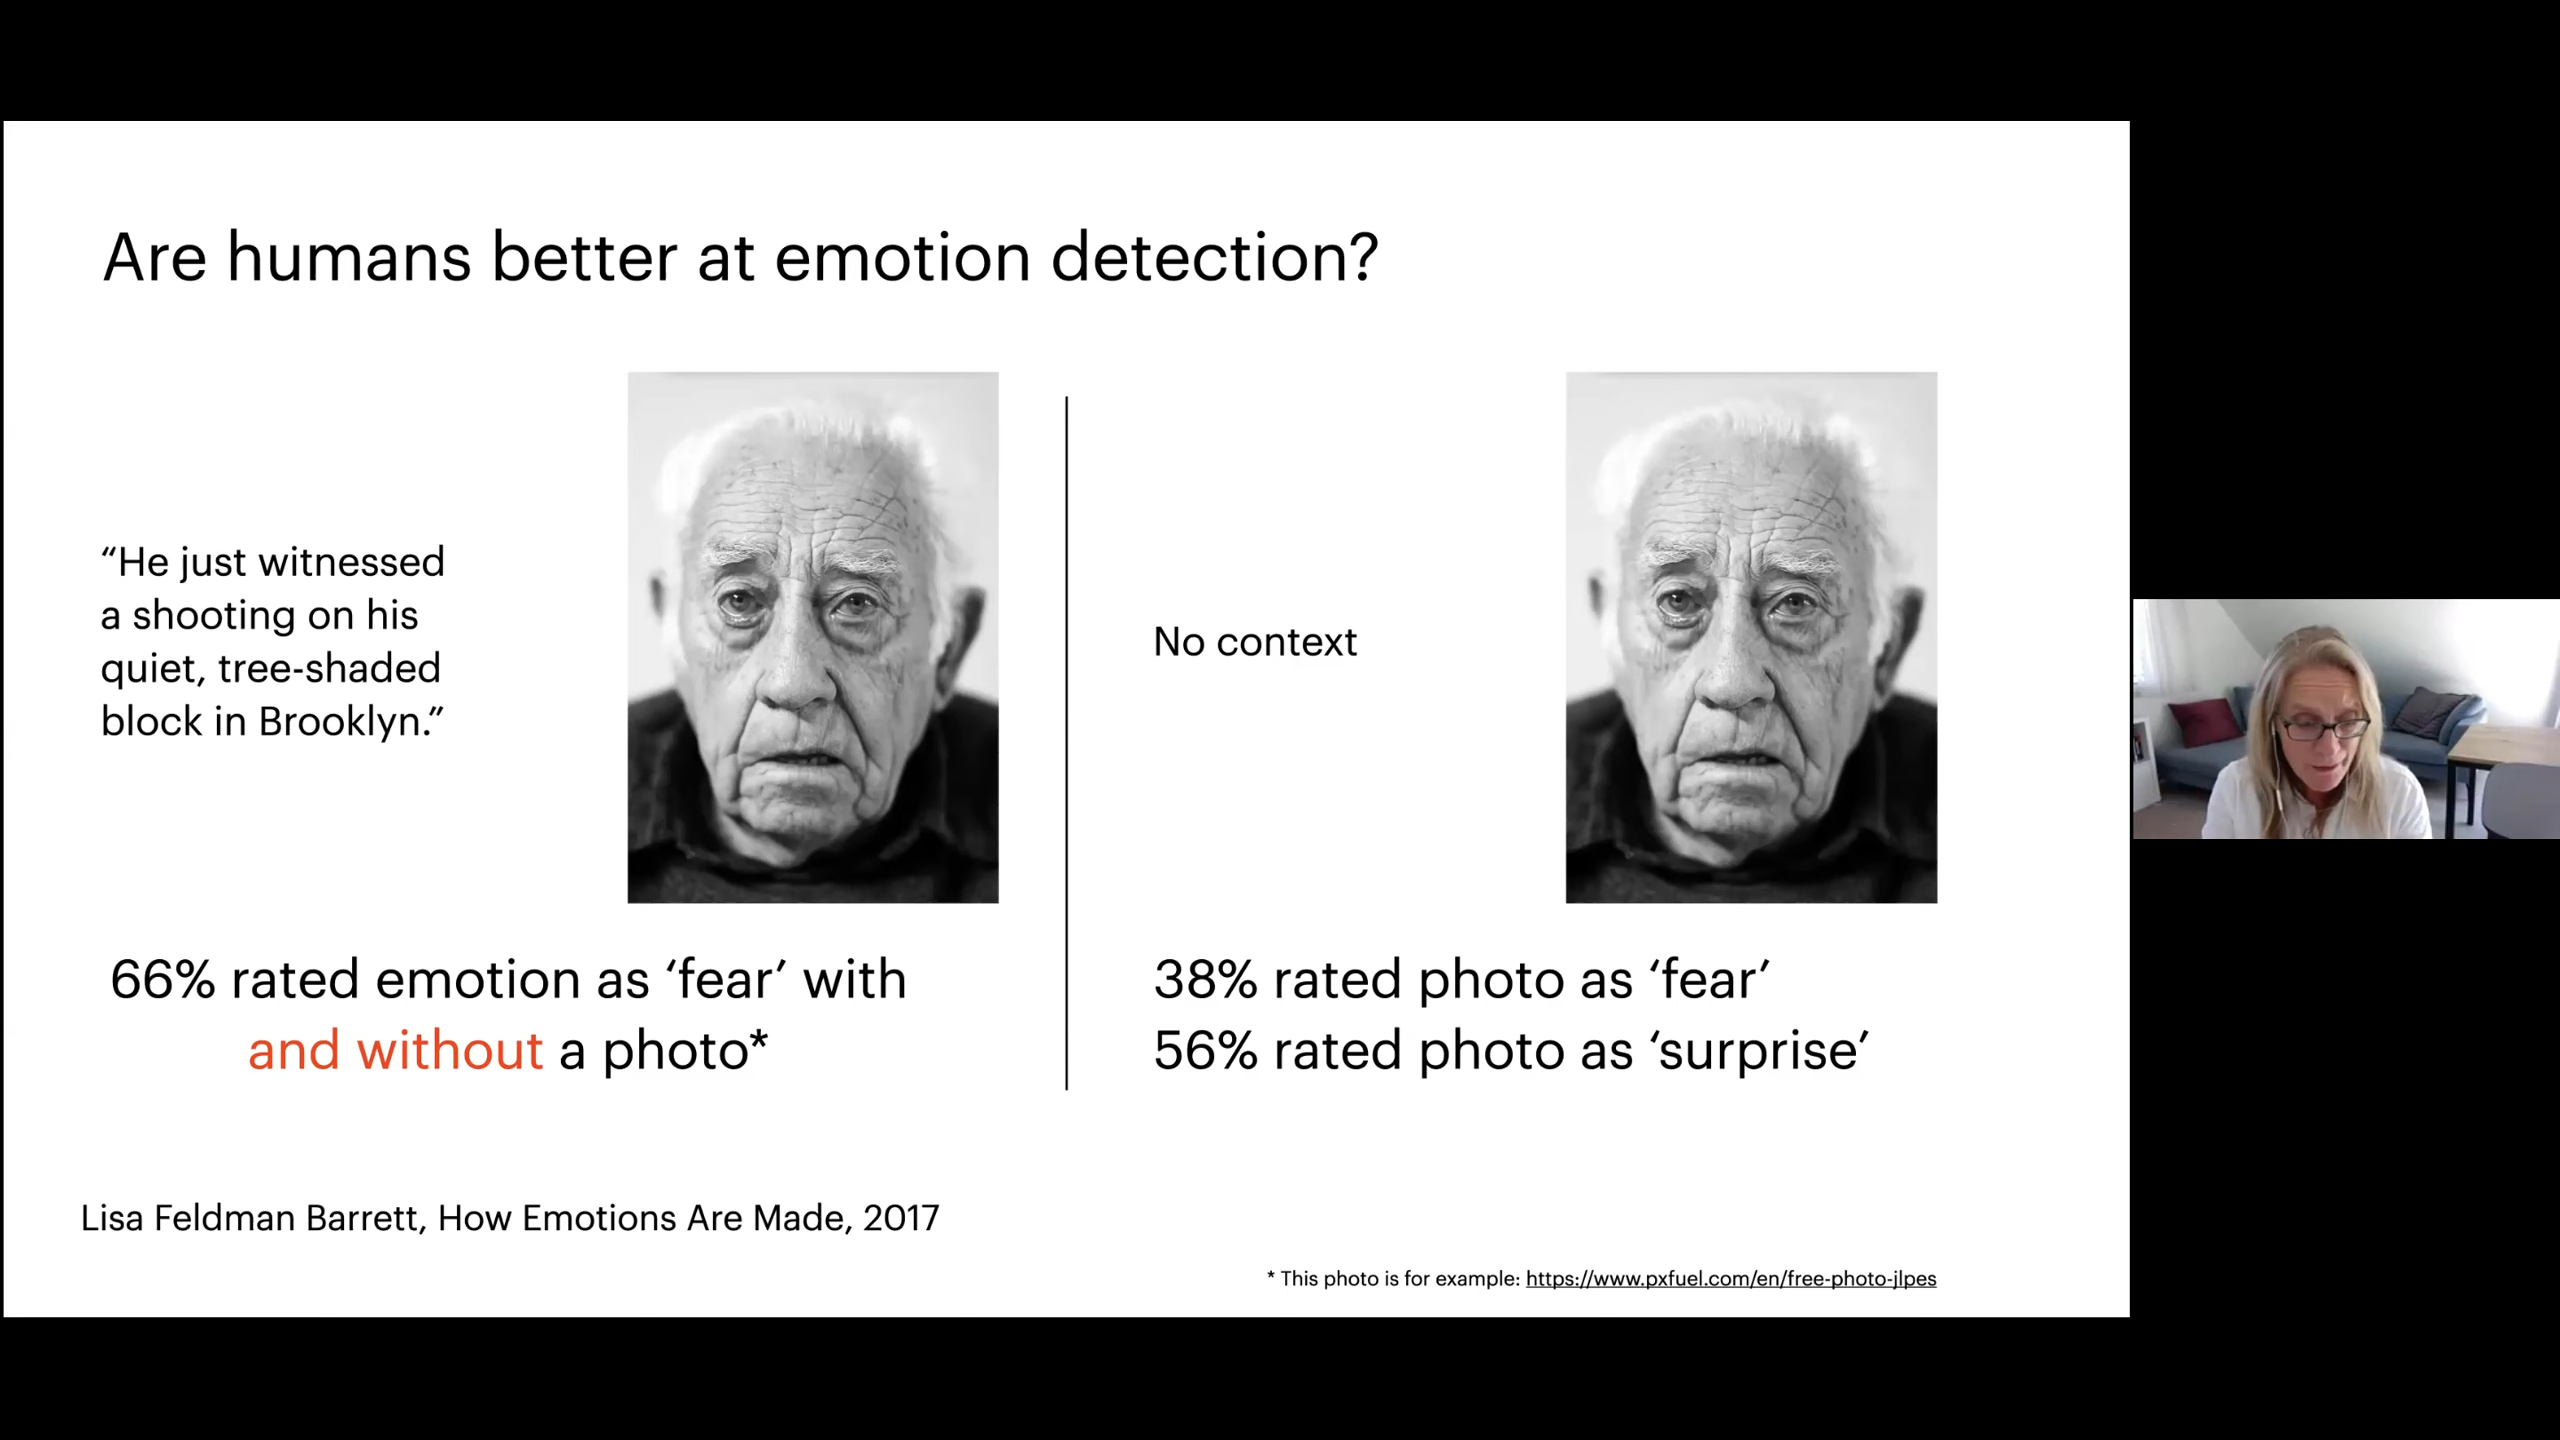 Are humans better at emotion detection?
“He just witnessed
a shooting on his
quiet, tree-shaded
block in Brooklyn.”
66% rated emotion as ‘fear’ with
and without a photo*
No context
38% rated photo as ‘fear’
56% rated photo as ‘surprise’
Lisa Feldman Barrett, How Emotions Are Made, 2017
* This photo is for example: https://www.pxfuel.com/en/free-photo-jlpes